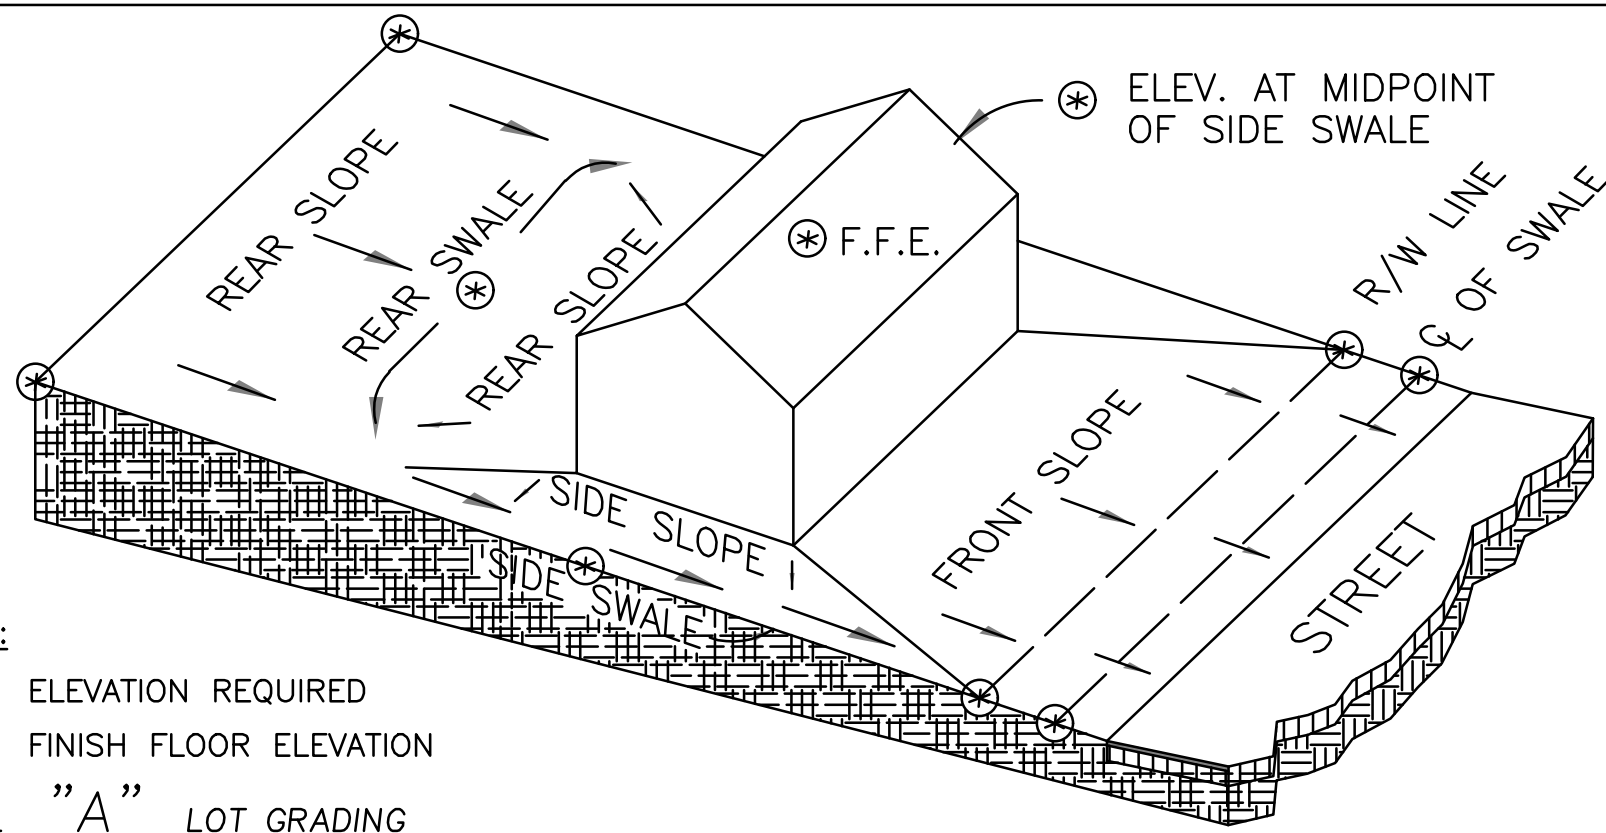 ELEV. AT MIDPOINT
OF SIDE SWALE
R/W LINE
℄ OF SWALE
REAR SLOPE
REAR SWALE
REAR SLOPE
F.F.E.
SIDE SLOPE
SIDE SWALE
FRONT SLOPE
STREET
:
ELEVATION REQUIRED
FINISH FLOOR ELEVATION
"A" LOT GRADING